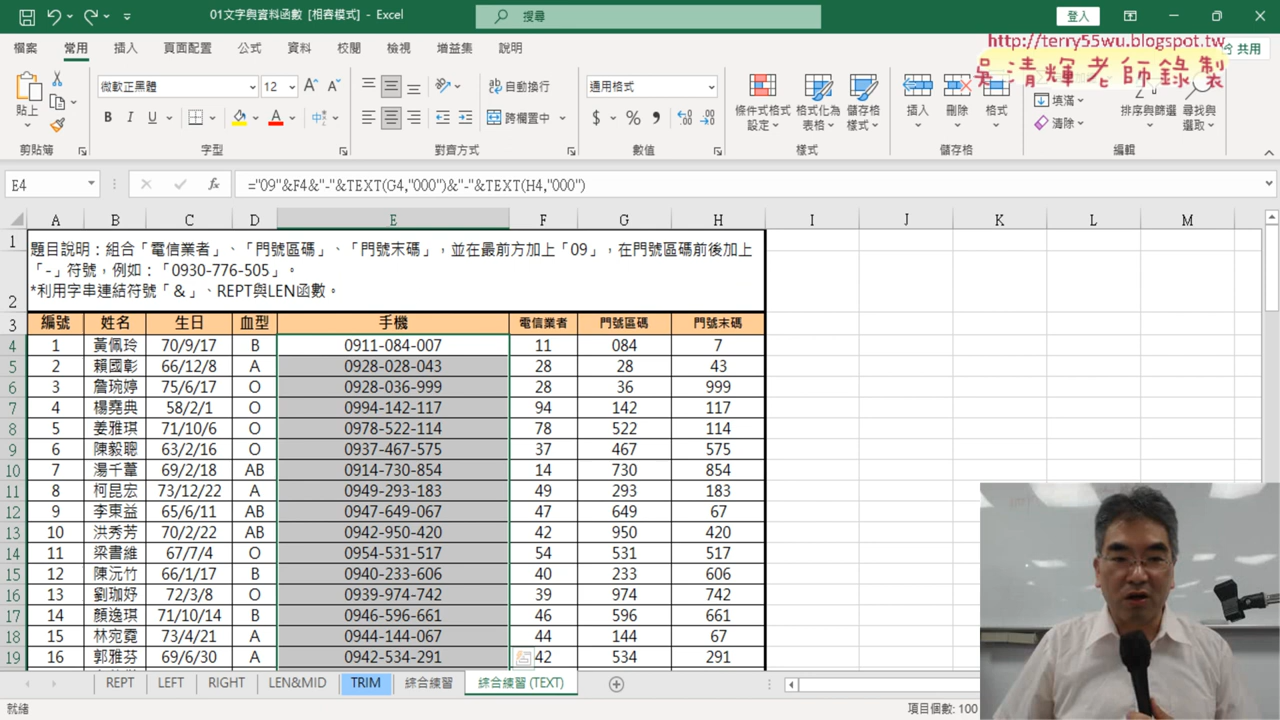 01文字與資料函數 [相容模式] - Excel
搜尋
登入
http://terry55wu.blogspot.tw
吳清輝老師錄製
檔案 常用 插入 頁面配置 公式 資料 校閱 檢視 增益集 說明 共用
貼上 微軟正黑體 12 自動換行 通用格式 條件式格式設定 格式化為表格 儲存格樣式 插入 刪除 格式 填滿 排序與篩選 尋找與選取
B I U 跨欄置中 $ % 清除
剪貼簿 字型 對齊方式 數值 樣式 儲存格 編輯
E4 fx ="09"&F4&"-"&TEXT(G4,"000")&"-"&TEXT(H4,"000")
A B C D E F G H I J K L M
1 題目說明：組合「電信業者」、「門號區碼」、「門號末碼」，並在最前方加上「09」，在門號區碼前後加上
「-」符號，例如：「0930-776-505」。
2 *利用字串連結符號「＆」、REPT與LEN函數。
3 編號 姓名 生日 血型 手機 電信業者 門號區碼 門號末碼
4 1 黃佩玲 70/9/17 B 0911-084-007 11 084 7
5 2 賴國彰 66/12/8 A 0928-028-043 28 28 43
6 3 詹琬婷 75/6/17 O 0928-036-999 28 36 999
7 4 楊堯典 58/2/1 O 0994-142-117 94 142 117
8 5 姜雅琪 71/10/6 O 0978-522-114 78 522 114
9 6 陳毅聰 63/2/16 O 0937-467-575 37 467 575
10 7 湯千葦 69/2/18 AB 0914-730-854 14 730 854
11 8 柯昆宏 73/12/22 A 0949-293-183 49 293 183
12 9 李東益 65/6/11 AB 0947-649-067 47 649 67
13 10 洪秀芳 70/2/22 AB 0942-950-420 42 950 420
14 11 梁書維 67/7/4 O 0954-531-517 54 531 517
15 12 陳沅竹 66/1/17 B 0940-233-606 40 233 606
16 13 劉珈妤 72/3/8 O 0939-974-742 39 974 742
17 14 顏逸琪 71/10/14 B 0946-596-661 46 596 661
18 15 林宛霓 73/4/21 A 0944-144-067 44 144 67
19 16 郭雅芬 69/6/30 A 0942-534-291 42 534 291
REPT LEFT RIGHT LEN&MID TRIM 綜合練習 綜合練習 (TEXT)
就緒 項目個數: 100